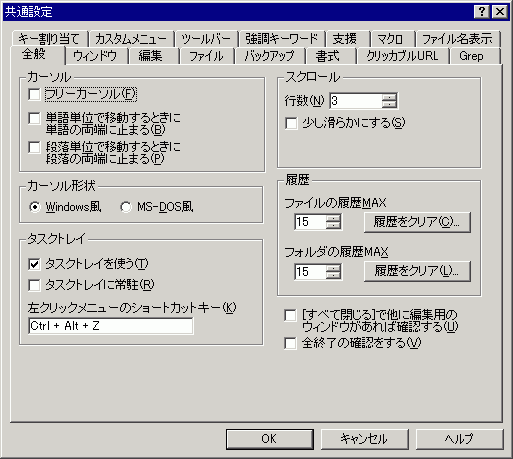 共通設定
キー割り当て カスタムメニュー ツールバー 強調キーワード 支援 マクロ ファイル名表示
全般 ウィンドウ 編集 ファイル バックアップ 書式 クリッカブルURL Grep
カーソル
フリーカーソル(F)
単語単位で移動するときに
単語の両端に止まる(B)
段落単位で移動するときに
段落の両端に止まる(P)
カーソル形状
Windows風
MS-DOS風
タスクトレイ
タスクトレイを使う(T)
タスクトレイに常駐(R)
左クリックメニューのショートカットキー(K)
Ctrl + Alt + Z
スクロール
行数(N) 3
少し滑らかにする(S)
履歴
ファイルの履歴MAX
15 履歴をクリア(C)...
フォルダの履歴MAX
15 履歴をクリア(L)...
[すべて閉じる]で他に編集用の
ウィンドウがあれば確認する(U)
全終了の確認をする(V)
OK キャンセル ヘルプ